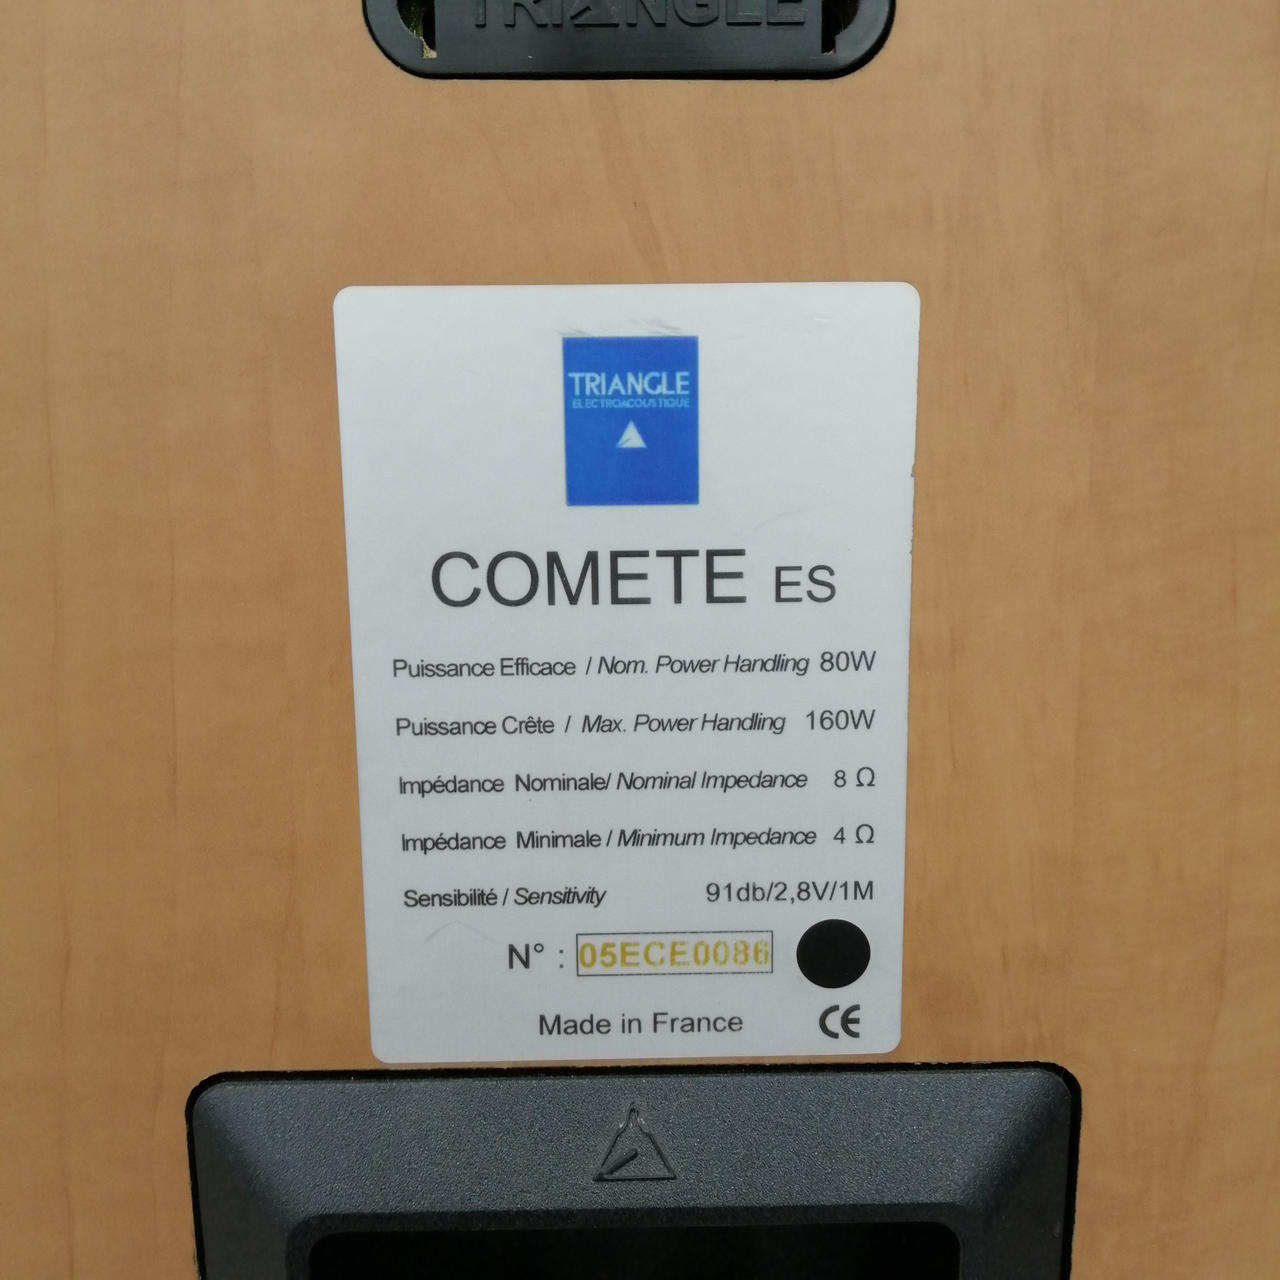 TRIANGLE
TRIANGLE
ELECTROACOUSTIQUE
COMETE ES
Puissance Efficace / Nom. Power Handling 80W
Puissance Crête / Max. Power Handling 160W
Impédance Nominale/ Nominal Impedance 8 Ω
Impédance Minimale / Minimum Impedance 4 Ω
Sensibilité / Sensitivity 91db/2,8V/1M
N° : 05ECE0086
Made in France CE